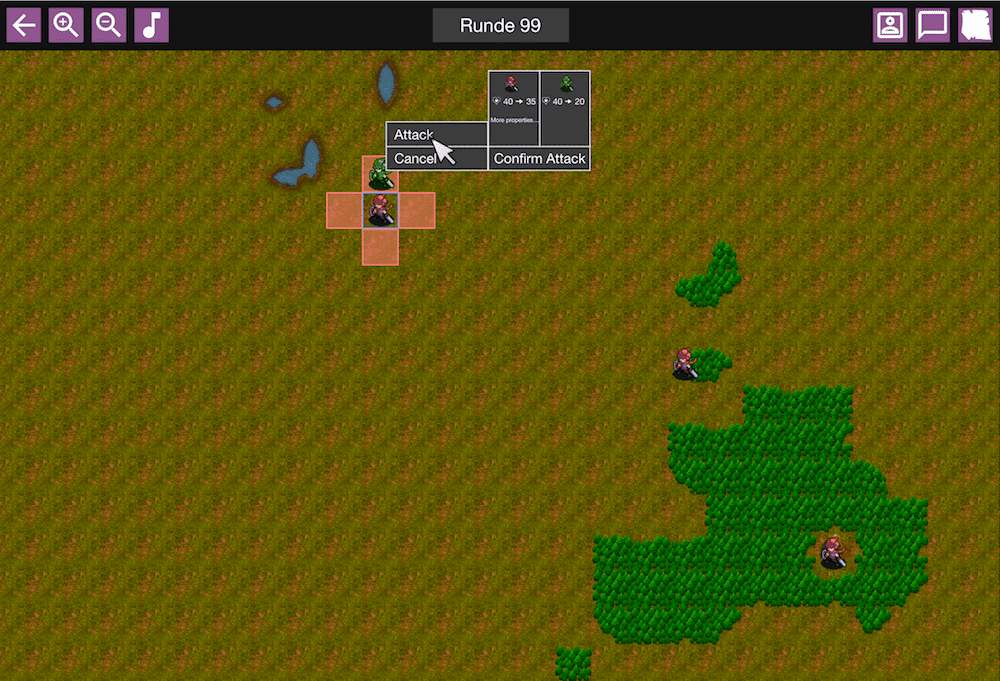 Runde 99
40 → 35
40 → 20
More properties...
Attack
Cancel
Confirm Attack